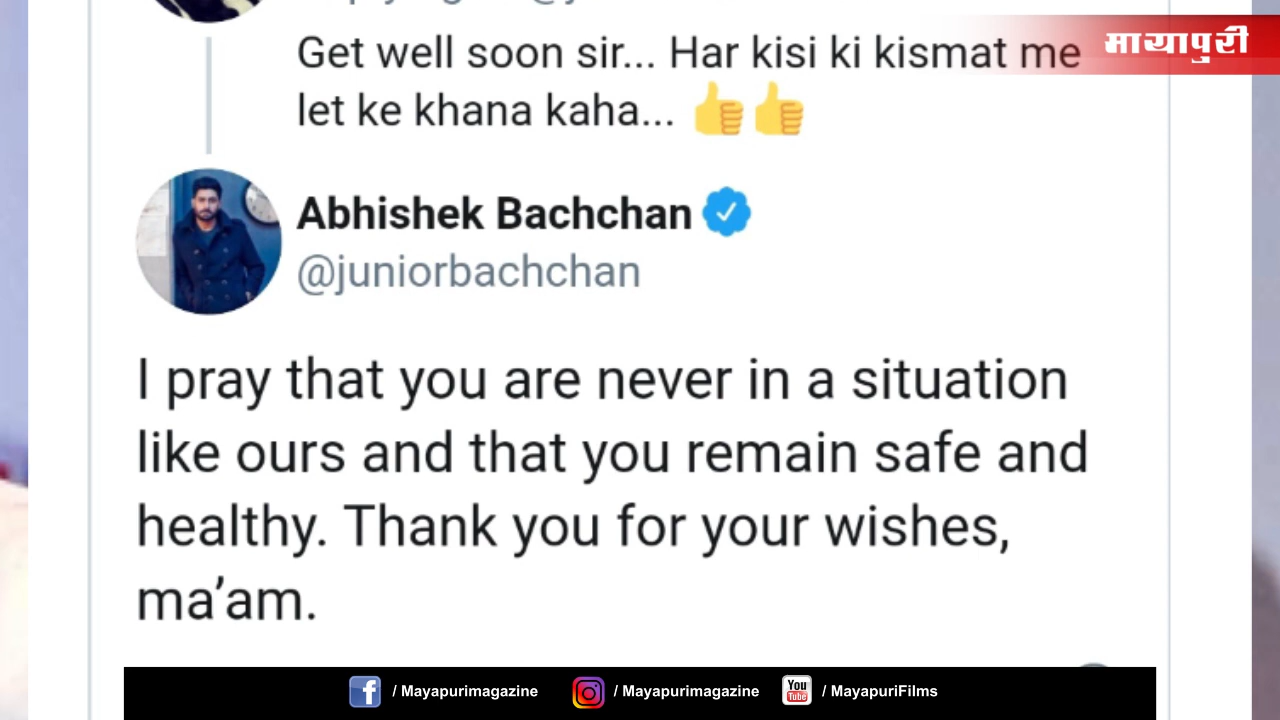 Get well soon sir... Har kisi ki kismat me
let ke khana kaha... 👍👍
मायापुरी
Abhishek Bachchan
@juniorbachchan
I pray that you are never in a situation
like ours and that you remain safe and
healthy. Thank you for your wishes,
ma’am.
/ Mayapurimagazine
/ Mayapurimagazine
You
Tube
/ MayapuriFilms